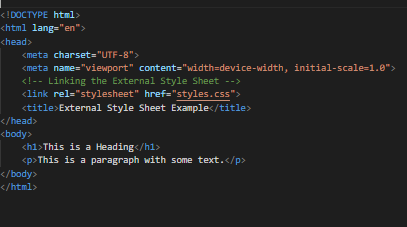 <!DOCTYPE html>
<html lang="en">
<head>
    <meta charset="UTF-8">
    <meta name="viewport" content="width=device-width, initial-scale=1.0">
    <!-- Linking the External Style Sheet -->
    <link rel="stylesheet" href="styles.css">
    <title>External Style Sheet Example</title>
</head>
<body>
    <h1>This is a Heading</h1>
    <p>This is a paragraph with some text.</p>
</body>
</html>